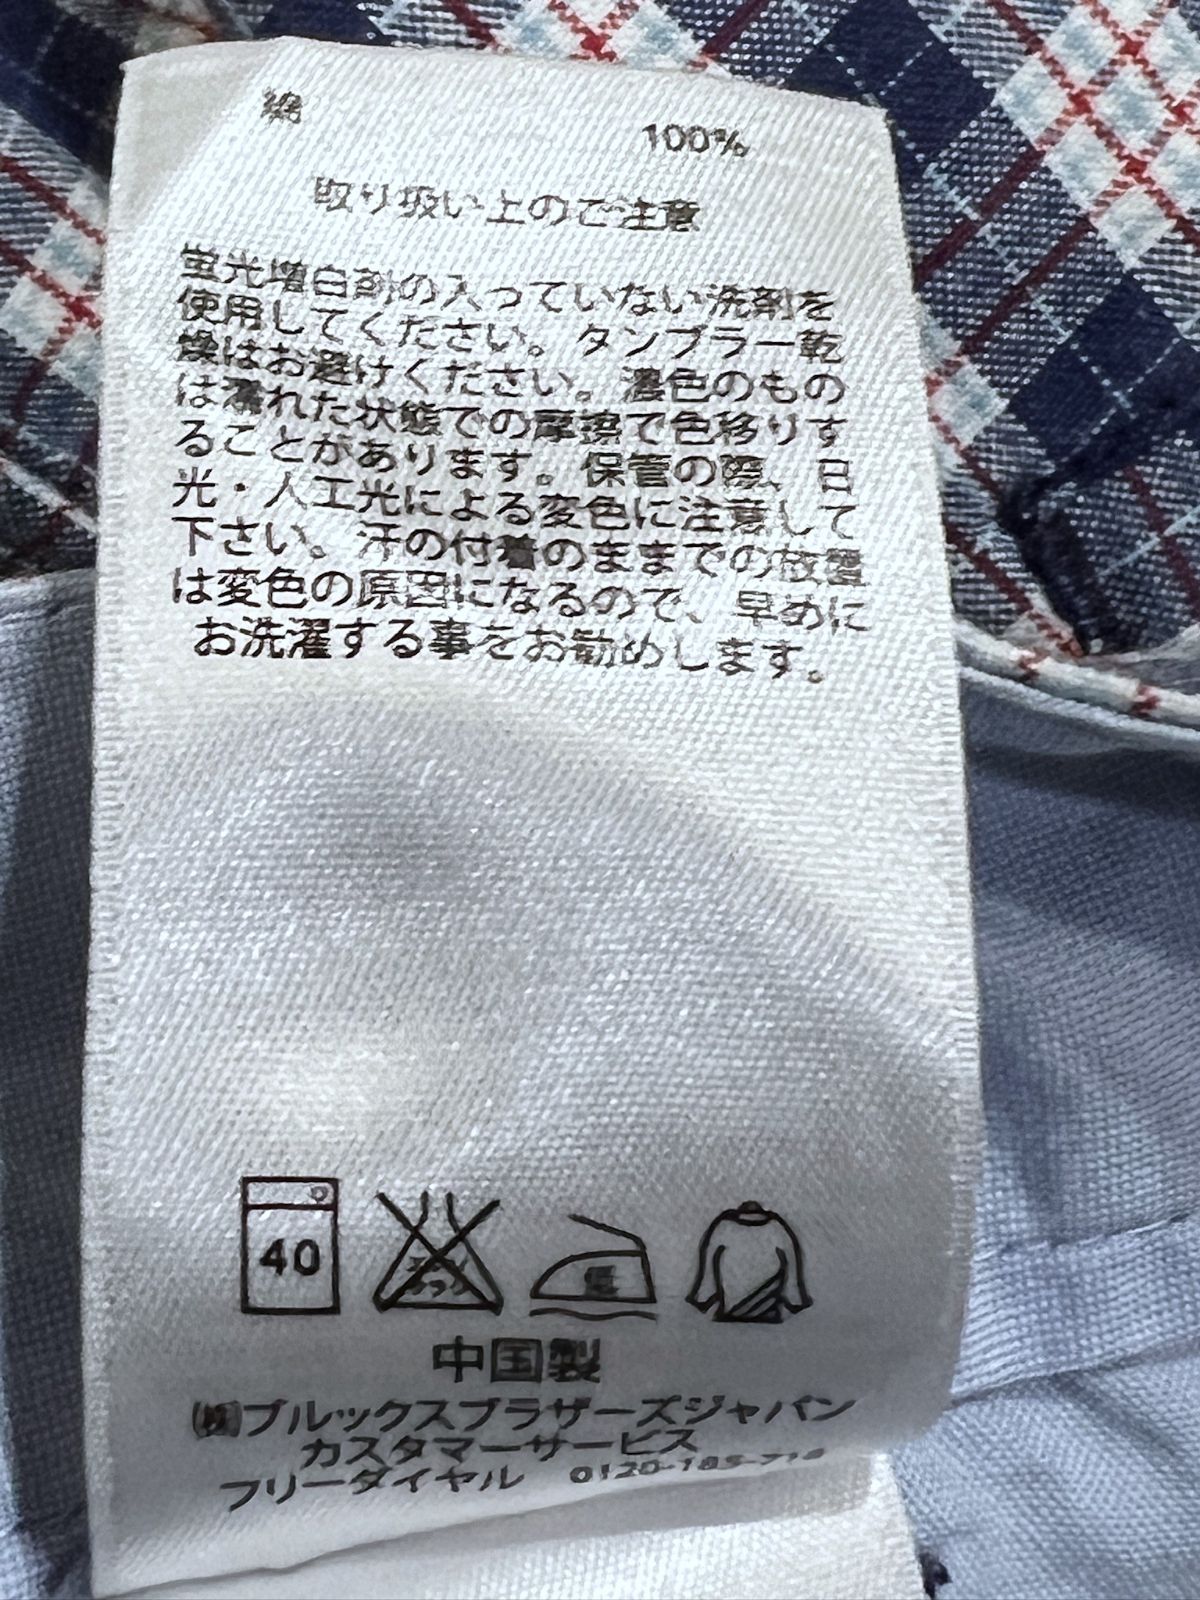 綿 100%
取り扱い上のご注意
蛍光増白剤の入っていない洗剤を
使用してください。タンブラー乾
燥はお避けください。濃色のもの
は濡れた状態での摩擦で色移りす
ることがあります。保管の際、日
光・人工光による変色に注意して
下さい。汗の付着のままでの放置
は変色の原因になるので、早めに
お洗濯する事をお勧めします。
40
中国製
㈱ブルックスブラザーズジャパン
カスタマーサービス
フリーダイヤル 0120-185-718